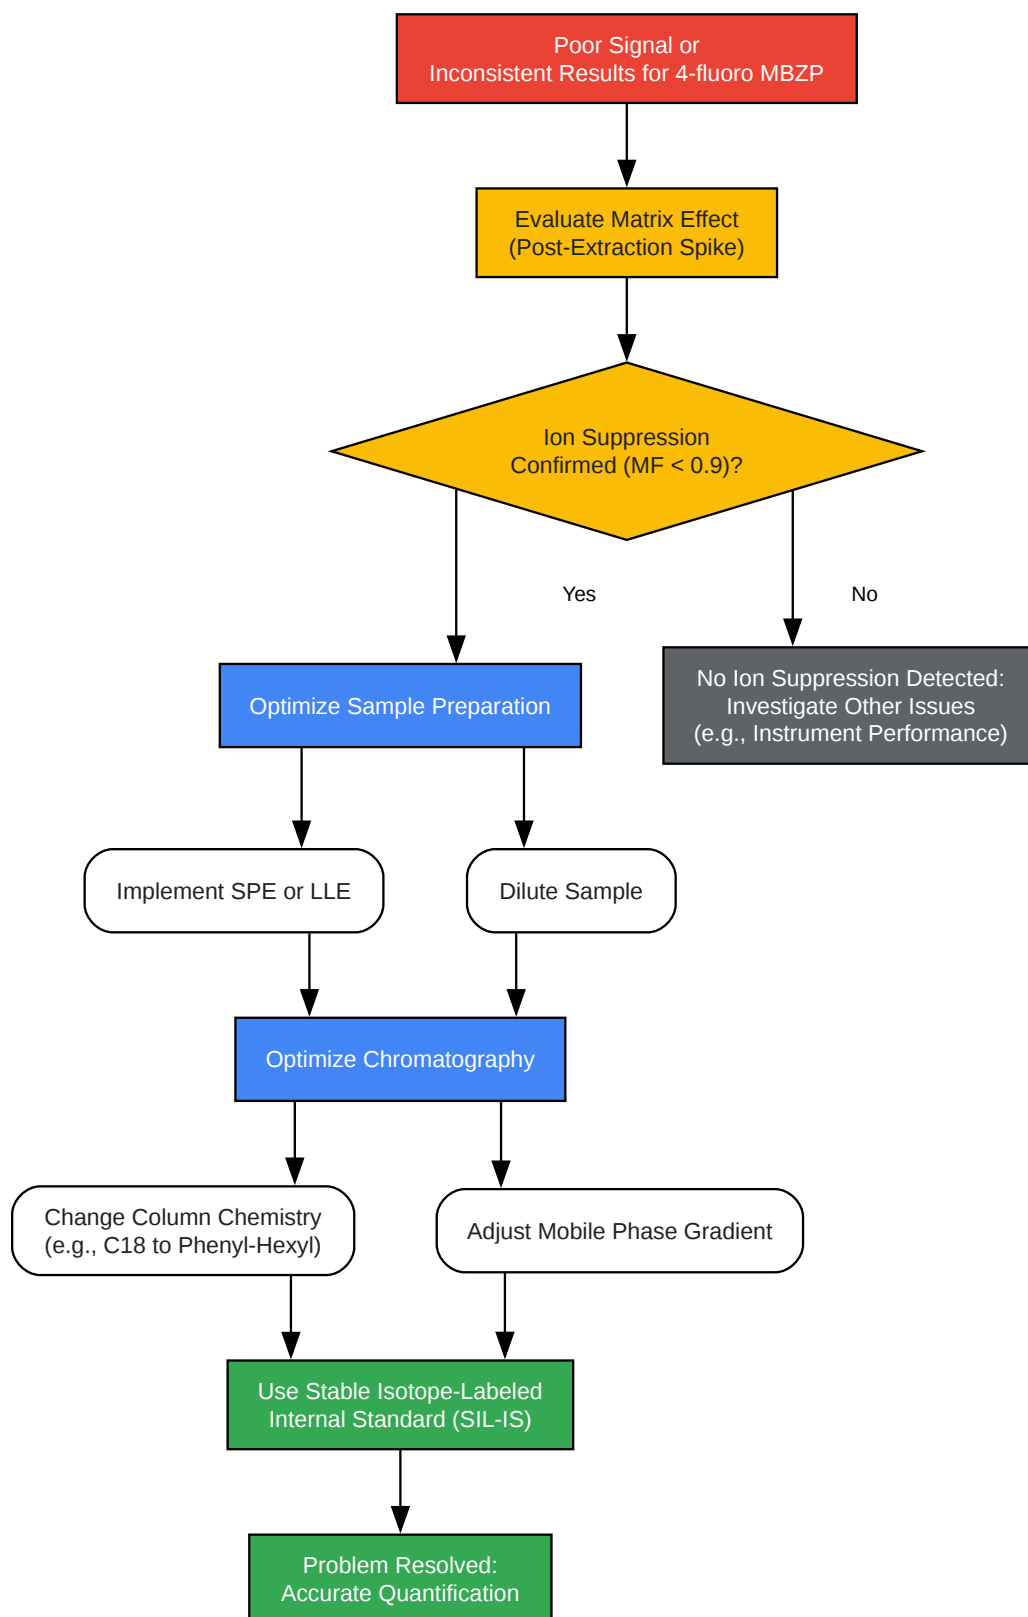 Poor Signal or
Inconsistent Results for 4-fluoro MBZP
Evaluate Matrix Effect
(Post-Extraction Spike)
Ion Suppression
Confirmed (MF < 0.9)?
Yes
No
Optimize Sample Preparation
No Ion Suppression Detected:
Investigate Other Issues
(e.g., Instrument Performance)
Implement SPE or LLE
Dilute Sample
Optimize Chromatography
Change Column Chemistry
(e.g., C18 to Phenyl-Hexyl)
Adjust Mobile Phase Gradient
Use Stable Isotope-Labeled
Internal Standard (SIL-IS)
Problem Resolved:
Accurate Quantification